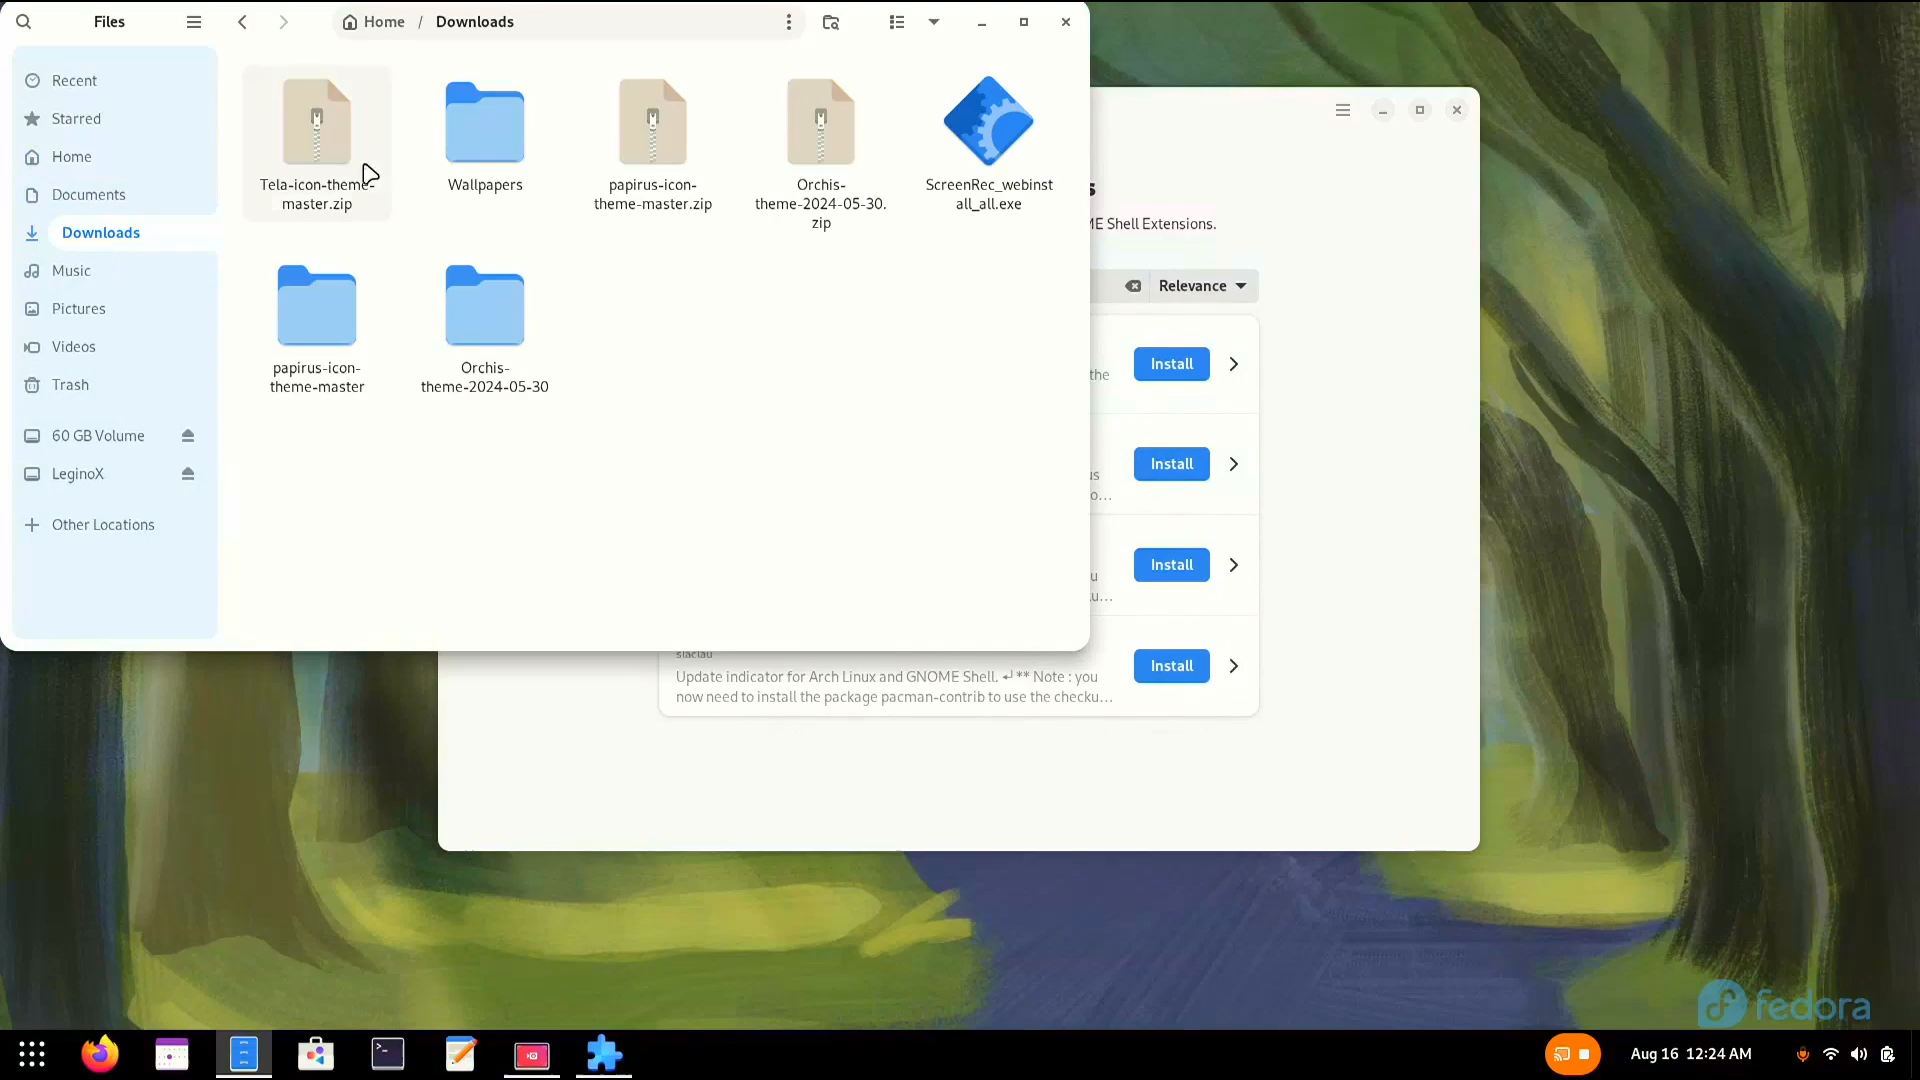 Files
Home / Downloads
Recent
Starred
Home
Documents
Downloads
Music
Pictures
Videos
Trash
60 GB Volume
LeginoX
Other Locations
Tela-icon-theme-
master.zip
Wallpapers
papirus-icon-
theme-master.zip
Orchis-
theme-2024-05-30.
zip
ScreenRec_webinst
all_all.exe
papirus-icon-
theme-master
Orchis-
theme-2024-05-30
s
ME Shell Extensions.
Relevance
the
Install
us
o…
Install
u
u…
Install
slaclau
Update indicator for Arch Linux and GNOME Shell. ↵ ** Note : you
now need to install the package pacman-contrib to use the checku…
Install
fedora
Aug 16 12:24 AM